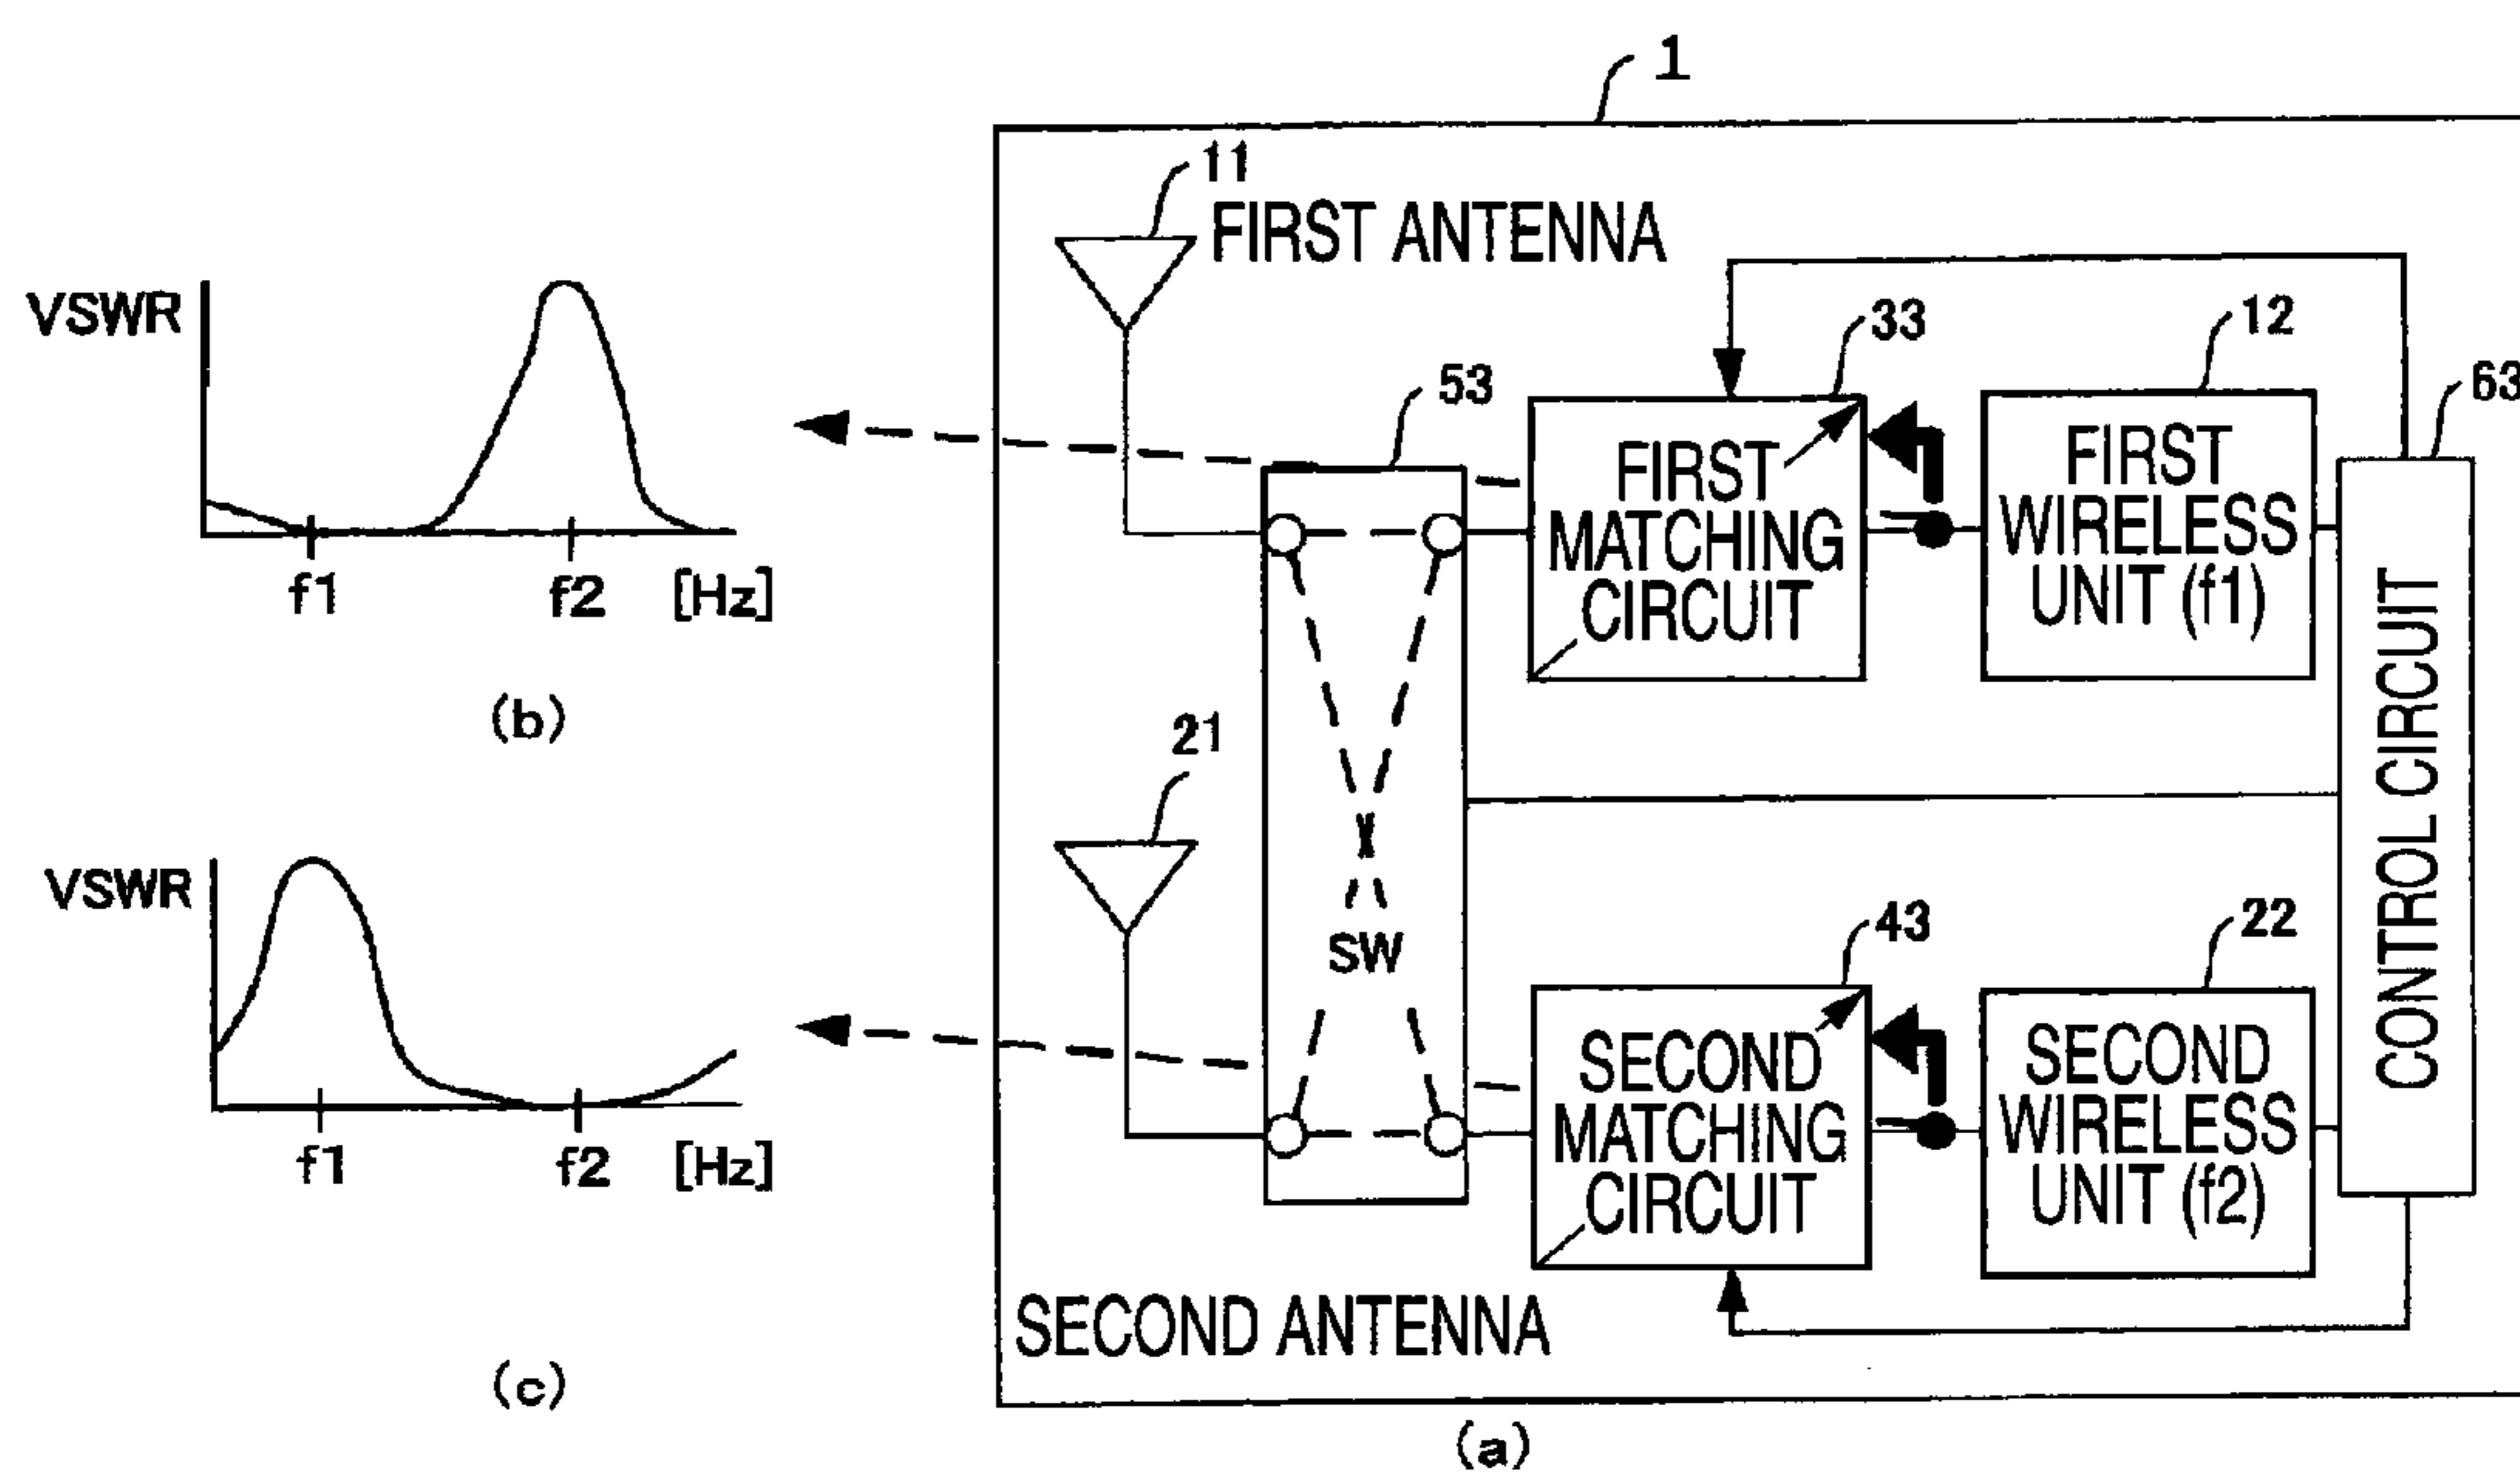 1
11
FIRST ANTENNA
VSWR
f1
f2
[Hz]
(b)
53
33
FIRST
MATCHING
CIRCUIT
12
FIRST
WIRELESS
UNIT (f1)
63
CONTROL CIRCUIT
21
SW
VSWR
f1
f2
[Hz]
(c)
43
SECOND
MATCHING
CIRCUIT
22
SECOND
WIRELESS
UNIT (f2)
SECOND ANTENNA
(a)